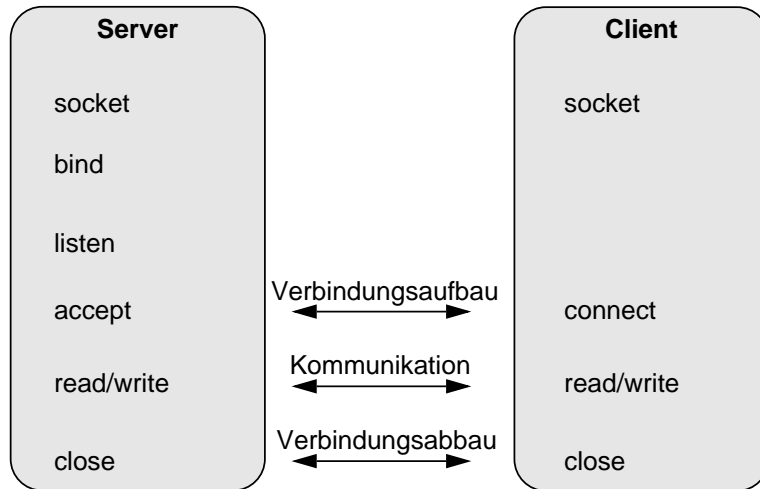 Server
Client
socket
socket
bind
listen
Verbindungsaufbau
accept
connect
Kommunikation
read/write
read/write
Verbindungsabbau
close
close